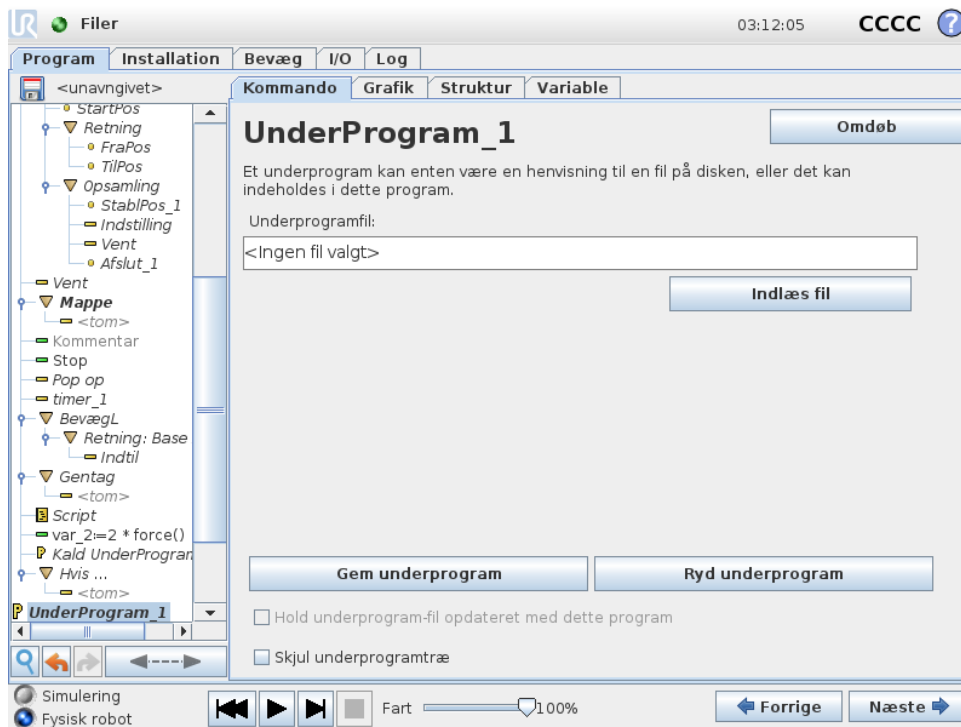 UR Filer 03:12:05 CCCC ?
Program Installation Bevæg I/O Log
<unavngivet>
Kommando Grafik Struktur Variable
StartPos
Retning
FraPos
TilPos
Opsamling
StablPos_1
Indstilling
Vent
Afslut_1
Vent
Mappe
<tom>
Kommentar
Stop
Pop op
timer_1
BevægL
Retning: Base
Indtil
Gentag
<tom>
Script
var_2:=2 * force()
Kald UnderProgram
Hvis ...
<tom>
UnderProgram_1
UnderProgram_1
Omdøb
Et underprogram kan enten være en henvisning til en fil på disken, eller det kan
indeholdes i dette program.
Underprogramfil:
<Ingen fil valgt>
Indlæs fil
Gem underprogram
Ryd underprogram
Hold underprogram-fil opdateret med dette program
Skjul underprogramtræ
Simulering
Fysisk robot
Fart 100%
Forrige
Næste